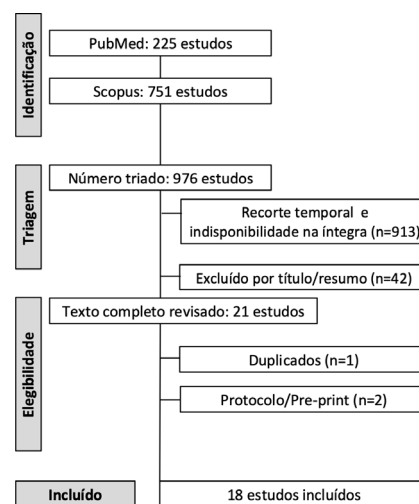 Identificação
PubMed: 225 estudos
Scopus: 751 estudos
Triagem
Número triado: 976 estudos
Recorte temporal e
indisponibilidade na íntegra (n=913)
Excluído por título/resumo (n=42)
Elegibilidade
Texto completo revisado: 21 estudos
Duplicados (n=1)
Protocolo/Pre-print (n=2)
Incluído
18 estudos incluídos